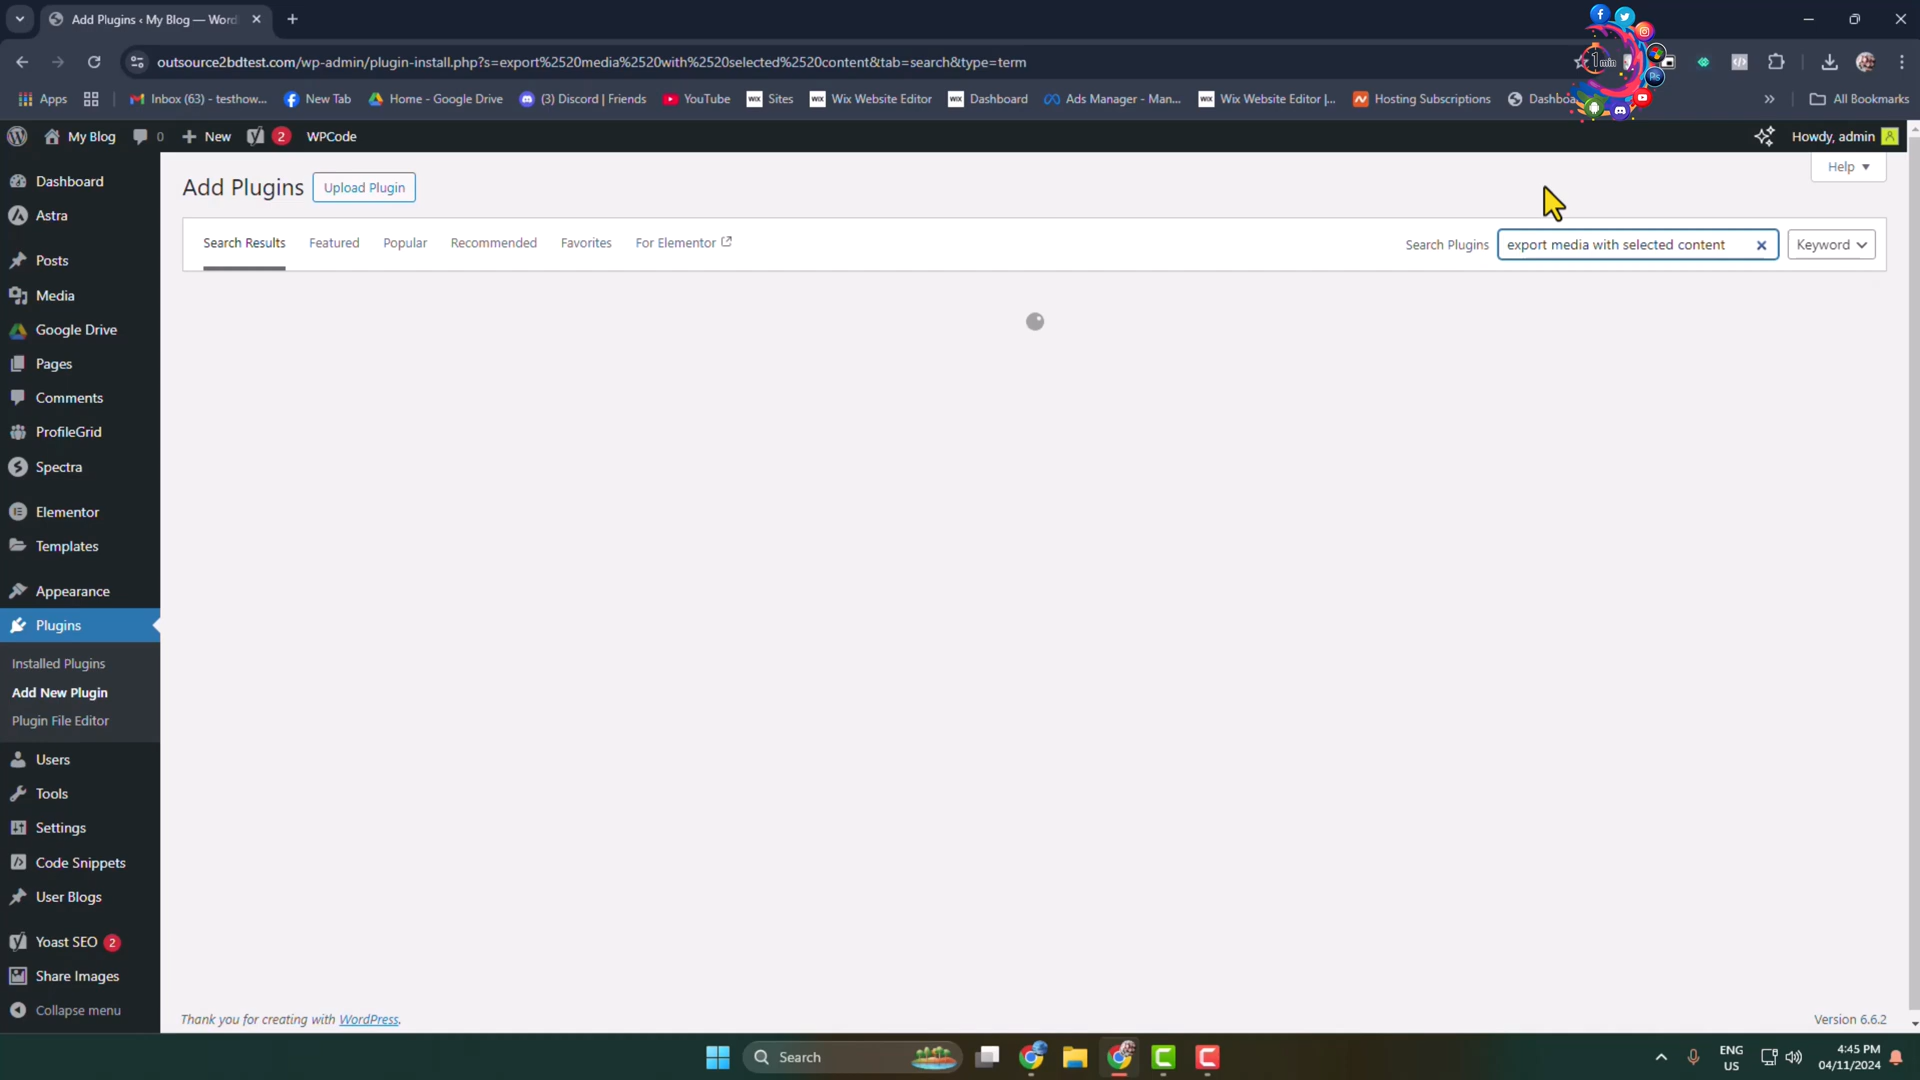 Add Plugins ‹ My Blog — Word
outsource2bdtest.com/wp-admin/plugin-install.php?s=export%2520media%2520with%2520selected%2520content&tab=search&type=term
1min
Ps
Apps
Inbox (63) - testhow...
New Tab
Home - Google Drive
(3) Discord | Friends
YouTube
WIX Sites
WIX Wix Website Editor
WIX Dashboard
Ads Manager - Man...
WIX Wix Website Editor |...
Hosting Subscriptions
Dashboa
All Bookmarks
My Blog
0
New
2
WPCode
Howdy, admin
Dashboard
Astra
Posts
Media
Google Drive
Pages
Comments
ProfileGrid
Spectra
Elementor
Templates
Appearance
Plugins
Installed Plugins
Add New Plugin
Plugin File Editor
Users
Tools
Settings
Code Snippets
User Blogs
Yoast SEO 2
Share Images
Collapse menu
Help
Add Plugins
Upload Plugin
Search Results
Featured
Popular
Recommended
Favorites
For Elementor
Search Plugins
export media with selected content
Keyword
Thank you for creating with WordPress.
Version 6.6.2
Search
ENG
US
4:45 PM
04/11/2024